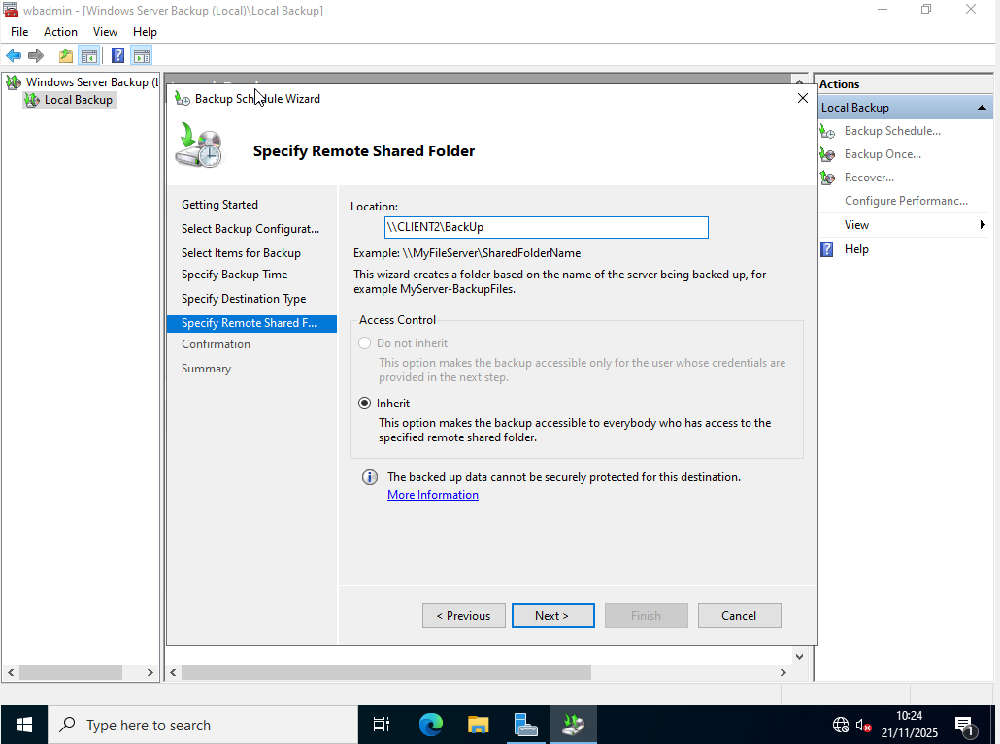 wbadmin - [Windows Server Backup (Local)\Local Backup]
File Action View Help
Windows Server Backup (L
Local Backup
Backup Schedule Wizard
Specify Remote Shared Folder
Getting Started
Select Backup Configurat...
Select Items for Backup
Specify Backup Time
Specify Destination Type
Specify Remote Shared F...
Confirmation
Summary
Location:
\\CLIENT2\BackUp
Example: \\MyFileServer\SharedFolderName
This wizard creates a folder based on the name of the server being backed up, for
example MyServer-BackupFiles.
Access Control
Do not inherit
This option makes the backup accessible only for the user whose credentials are
provided in the next step.
Inherit
This option makes the backup accessible to everybody who has access to the
specified remote shared folder.
The backed up data cannot be securely protected for this destination.
More Information
< Previous
Next >
Finish
Cancel
Actions
Local Backup
Backup Schedule...
Backup Once...
Recover...
Configure Performanc...
View
Help
Type here to search
10:24
21/11/2025
1